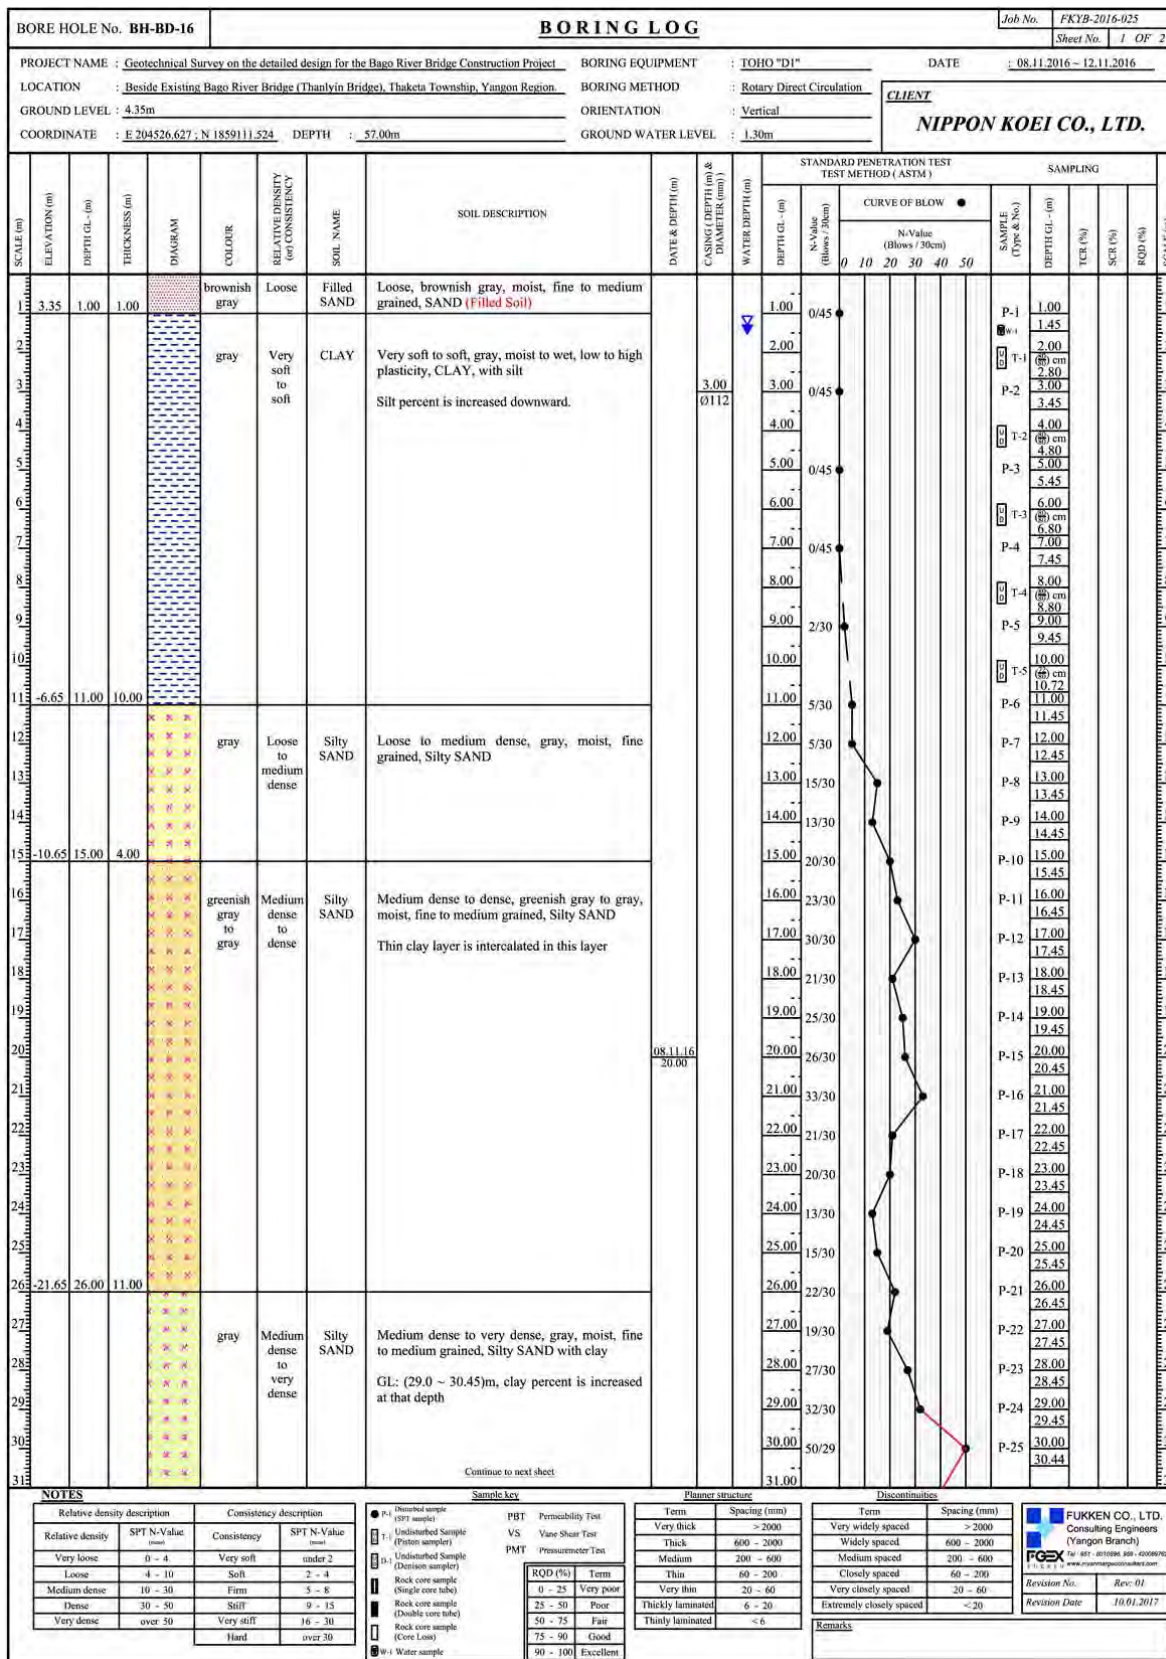 BORE HOLE No. BH-BD-16
BORING LOG
Job No. FKYB-2016-025
Sheet No. 1 OF 2
PROJECT NAME : Geotechnical Survey on the detailed design for the Bago River Bridge Construction Project
LOCATION : Beside Existing Bago River Bridge (Thanlyin Bridge), Thaketa Township, Yangon Region.
GROUND LEVEL : 4.35m
COORDINATE : E 204526.627 ; N 1859111.524 DEPTH : 57.00m
BORING EQUIPMENT : TOHO "D1"
BORING METHOD : Rotary Direct Circulation
ORIENTATION : Vertical
GROUND WATER LEVEL : 1.30m
DATE : 08.11.2016 ~ 12.11.2016
CLIENT
NIPPON KOEI CO., LTD.
SCALE (m)
ELEVATION (m)
DEPTH GL - (m)
THICKNESS (m)
DIAGRAM
COLOUR
RELATIVE DENSITY (or) CONSISTENCY
SOIL NAME
SOIL DESCRIPTION
DATE & DEPTH (m)
CASING ( DEPTH (m) & DIAMETER (mm) )
WATER DEPTH (m)
STANDARD PENETRATION TEST
TEST METHOD ( ASTM )
DEPTH GL - (m)
N-Value (Blows / 30cm)
CURVE OF BLOW ●
N-Value
(Blows / 30cm)
0 10 20 30 40 50
SAMPLING
SAMPLE (Type & No.)
DEPTH GL - (m)
TCR (%)
SCR (%)
RQD (%)
1 3.35 1.00 1.00
brownish gray
Loose
Filled SAND
Loose, brownish gray, moist, fine to medium
grained, SAND (Filled Soil)
11 -6.65 11.00 10.00
gray
Very soft to soft
CLAY
Very soft to soft, gray, moist to wet, low to high
plasticity, CLAY, with silt
Silt percent is increased downward.
3.00
Ø112
15 -10.65 15.00 4.00
gray
Loose to medium dense
Silty SAND
Loose to medium dense, gray, moist, fine
grained, Silty SAND
26 -21.65 26.00 11.00
greenish gray to gray
Medium dense to dense
Silty SAND
Medium dense to dense, greenish gray to gray,
moist, fine to medium grained, Silty SAND
Thin clay layer is intercalated in this layer
08.11.16
20.00
gray
Medium dense to very dense
Silty SAND
Medium dense to very dense, gray, moist, fine
to medium grained, Silty SAND with clay
GL: (29.0 ~ 30.45)m, clay percent is increased
at that depth
Continue to next sheet
1.00 0/45 P-1 1.00 1.45
W-1
2.00 T-1 2.00 cm 2.80
3.00 0/45 P-2 3.00 3.45
4.00 T-2 4.00 cm 4.80
5.00 0/45 P-3 5.00 5.45
6.00 T-3 6.00 cm 6.80
7.00 0/45 P-4 7.00 7.45
8.00 T-4 8.00 cm 8.80
9.00 2/30 P-5 9.00 9.45
10.00 T-5 10.00 cm 10.72
11.00 5/30 P-6 11.00 11.45
12.00 5/30 P-7 12.00 12.45
13.00 15/30 P-8 13.00 13.45
14.00 13/30 P-9 14.00 14.45
15.00 20/30 P-10 15.00 15.45
16.00 23/30 P-11 16.00 16.45
17.00 30/30 P-12 17.00 17.45
18.00 21/30 P-13 18.00 18.45
19.00 25/30 P-14 19.00 19.45
20.00 26/30 P-15 20.00 20.45
21.00 33/30 P-16 21.00 21.45
22.00 21/30 P-17 22.00 22.45
23.00 20/30 P-18 23.00 23.45
24.00 13/30 P-19 24.00 24.45
25.00 15/30 P-20 25.00 25.45
26.00 22/30 P-21 26.00 26.45
27.00 19/30 P-22 27.00 27.45
28.00 27/30 P-23 28.00 28.45
29.00 32/30 P-24 29.00 29.45
30.00 50/29 P-25 30.00 30.44
31.00
NOTES
Relative density description
Relative density SPT N-Value
Very loose 0 - 4
Loose 4 - 10
Medium dense 10 - 30
Dense 30 - 50
Very dense over 50
Consistency description
Consistency SPT N-Value
Very soft under 2
Soft 2 - 4
Firm 5 - 8
Stiff 9 - 15
Very stiff 16 - 30
Hard over 30
Sample key
P-1 Disturbed sample (SPT sample)
T-1 Undisturbed Sample (Piston sampler)
D-1 Undisturbed Sample (Denison sampler)
Rock core sample (Single core tube)
Rock core sample (Double core tube)
Rock core sample (Core Loss)
W-1 Water sample
PBT Permeability Test
VS Vane Shear Test
PMT Pressuremeter Test
RQD (%) Term
0 - 25 Very poor
25 - 50 Poor
50 - 75 Fair
75 - 90 Good
90 - 100 Excellent
Planner structure
Term Spacing (mm)
Very thick > 2000
Thick 600 - 2000
Medium 200 - 600
Thin 60 - 200
Very thin 20 - 60
Thickly laminated 6 - 20
Thinly laminated < 6
Discontinuities
Term Spacing (mm)
Very widely spaced > 2000
Widely spaced 600 - 2000
Medium spaced 200 - 600
Closely spaced 60 - 200
Very closely spaced 20 - 60
Extremely closely spaced < 20
Remarks
FUKKEN CO., LTD.
Consulting Engineers
(Yangon Branch)
Revision No. Rev: 01
Revision Date 10.01.2017